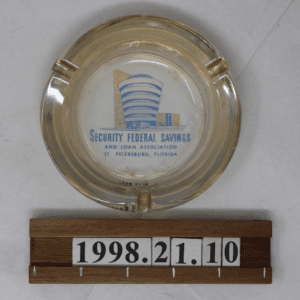 SECURITY FEDERAL SAVINGS
AND LOAN ASSOCIATION
ST. PETERSBURG, FLORIDA
1998.21.10